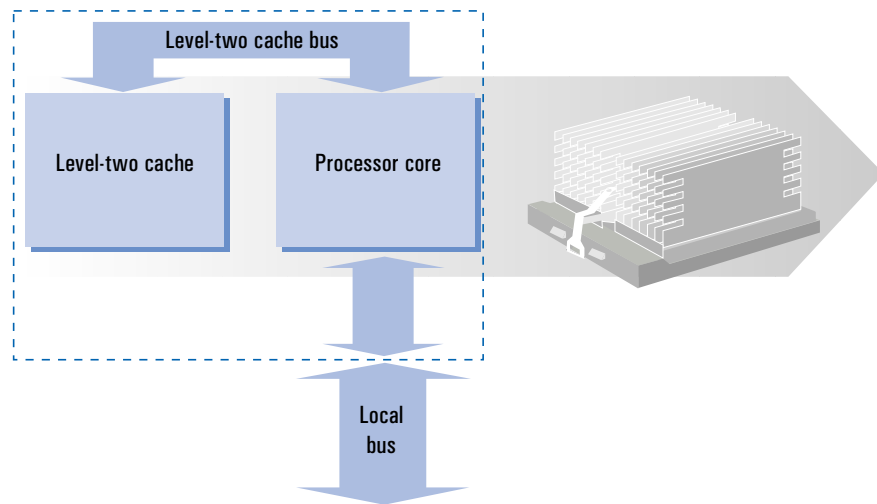 Level-two cache bus
Level-two cache
Processor core
Local
bus